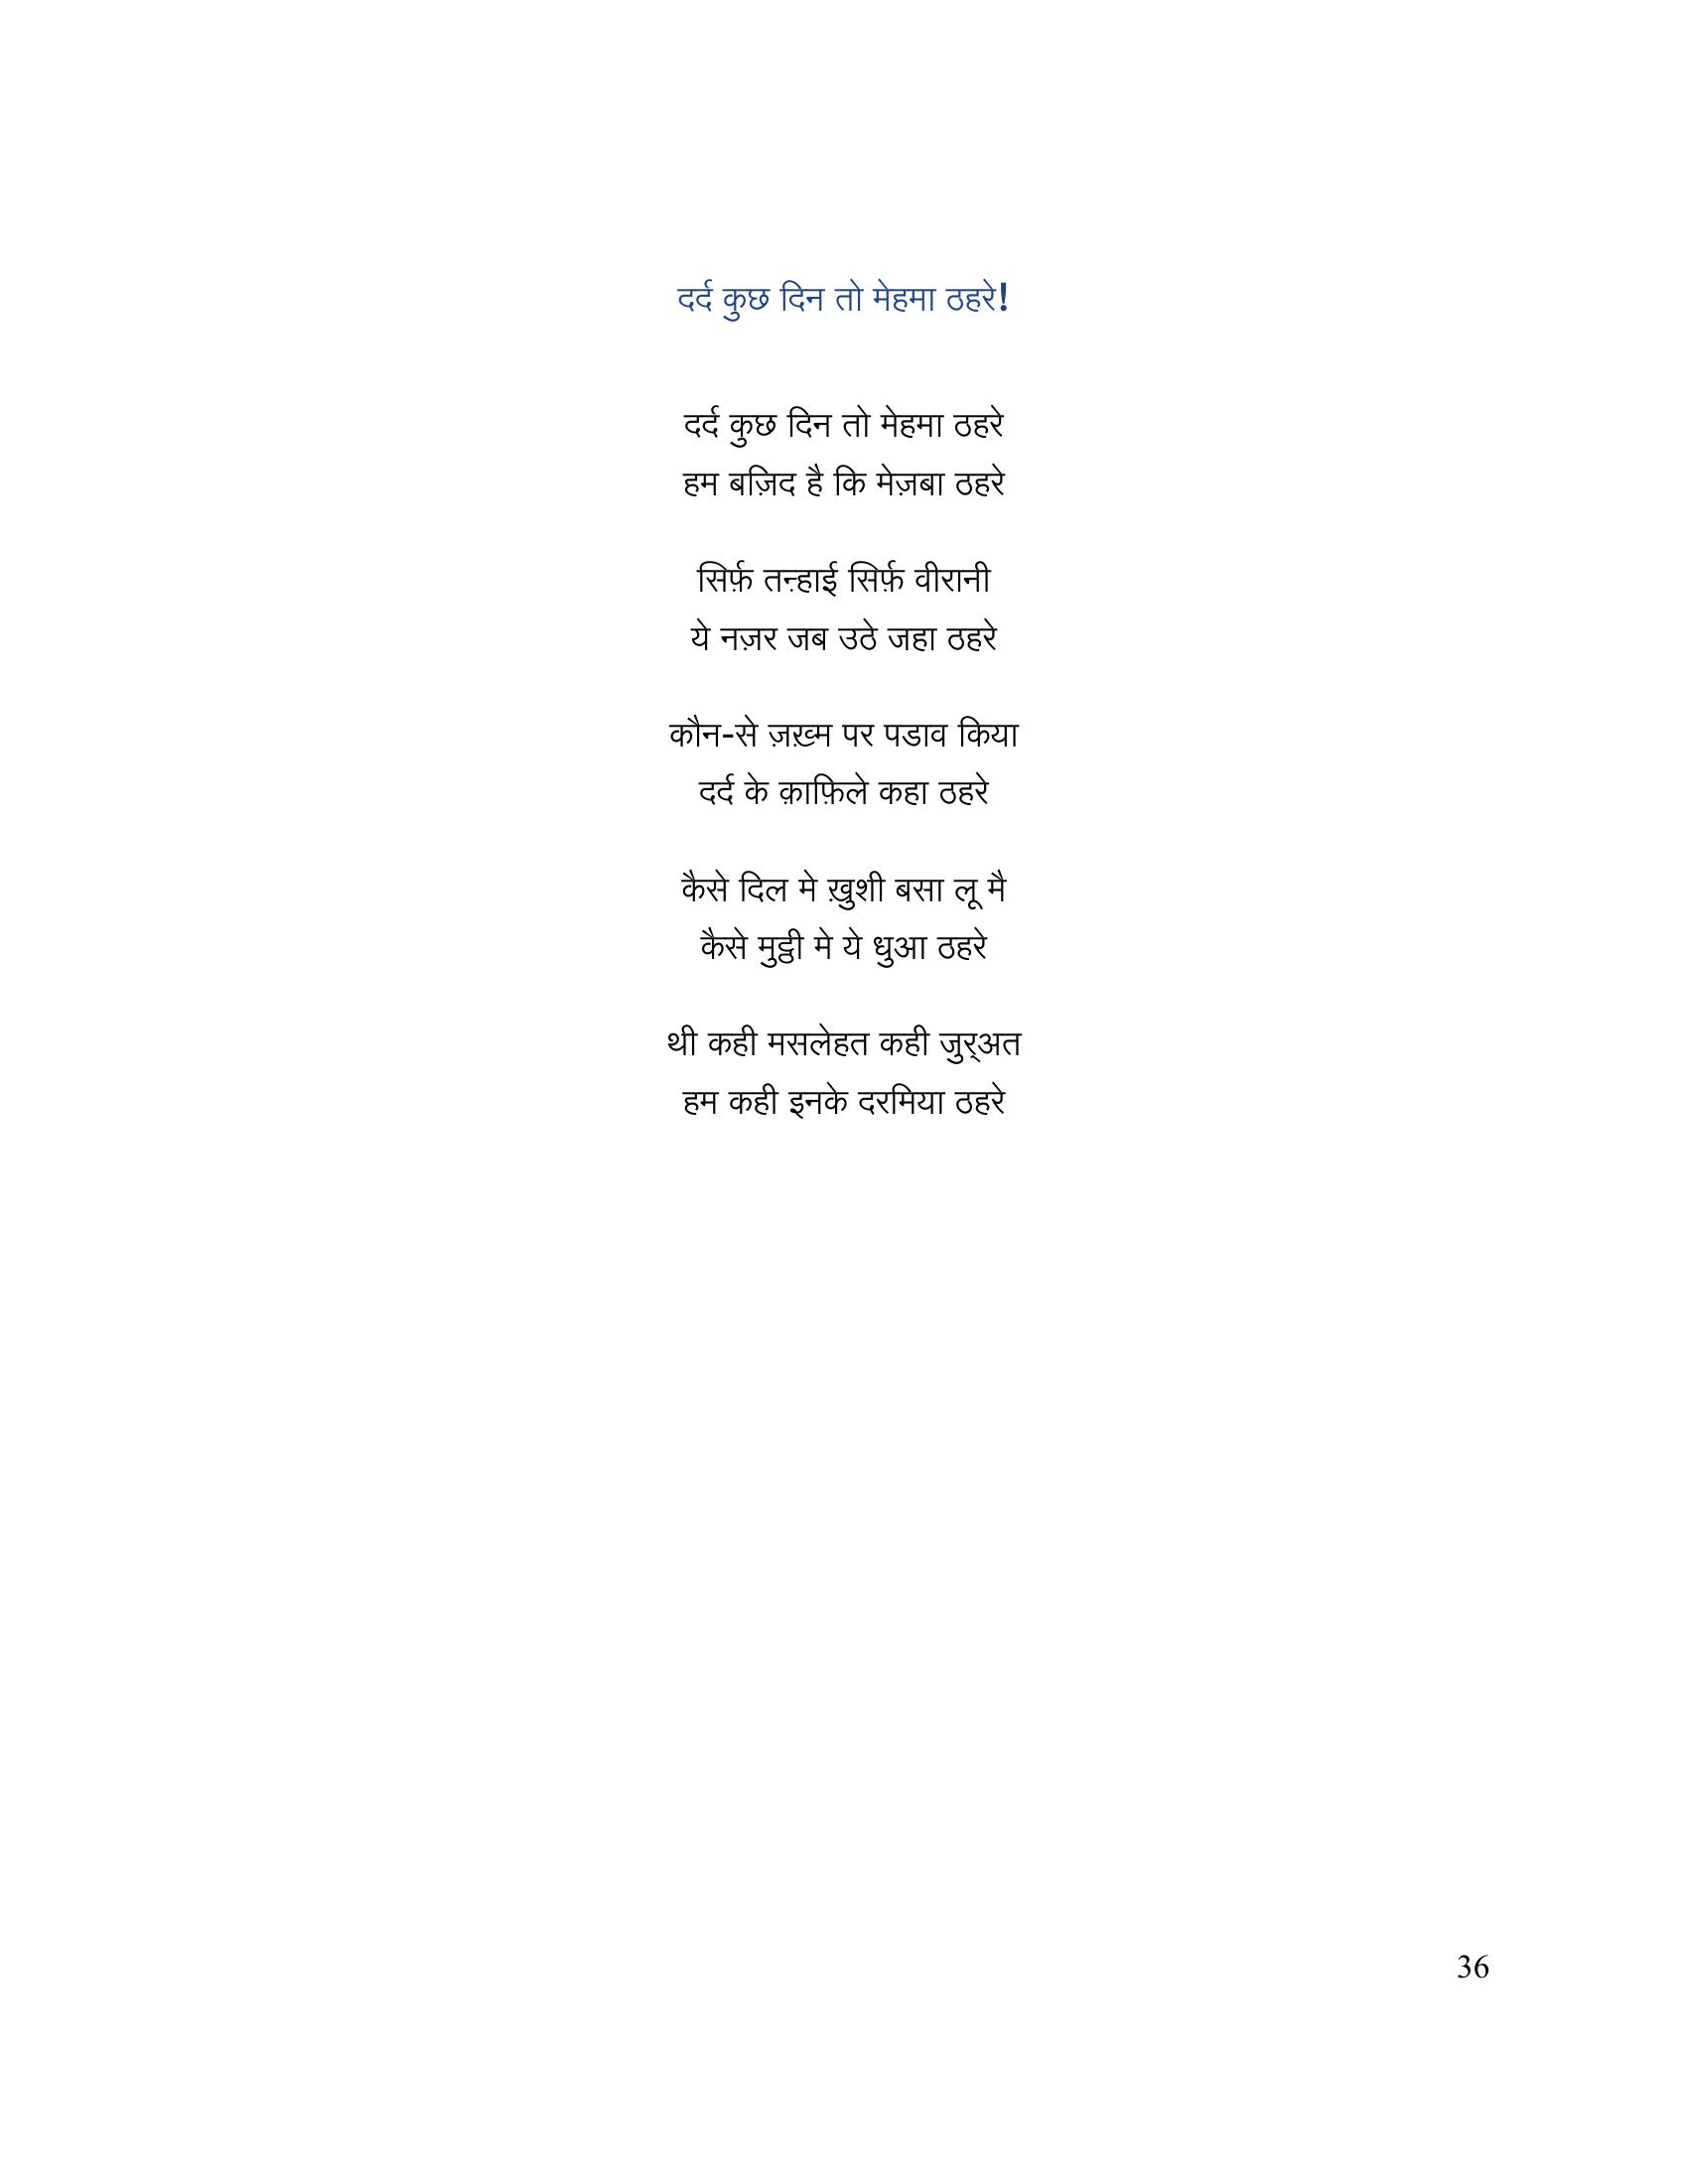 दर्द कुछ दिन तो मेहमा ठहरे!
दर्द कुछ दिन तो मेहमा ठहरे
हम बज़िद है कि मेज़बा ठहरे
सिर्फ़ तऩ्हाई सिर्फ़ वीरानी
ये नज़र जब उठे जहा ठहरे
कौन-से ज़ख़्म पर पडाव किया
दर्द के क़ाफ़िले कहा ठहरे
कैसे दिल मे ख़ुशी बसा लू मै
कैसे मुट्ठी मे ये धुआ ठहरे
थी कही मसलेहत कही जुर्‍अत
हम कही इनके दरमिया ठहरे
36